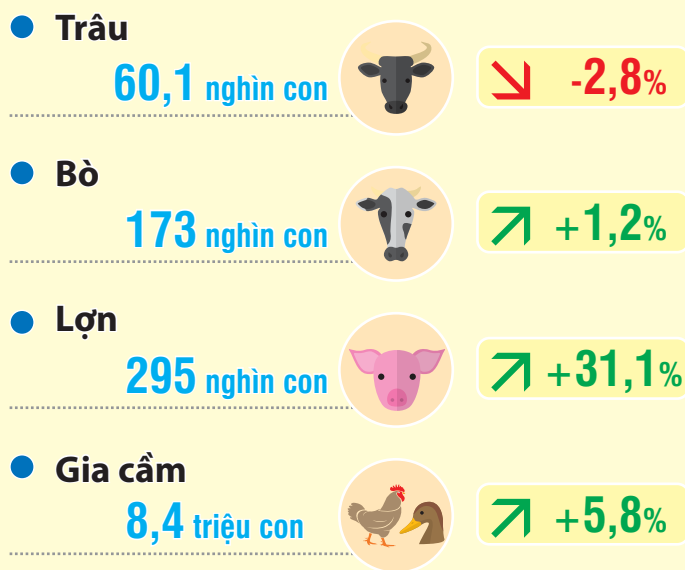 Trâu
60,1 nghìn con
-2,8%
Bò
173 nghìn con
+1,2%
Lợn
295 nghìn con
+31,1%
Gia cầm
8,4 triệu con
+5,8%